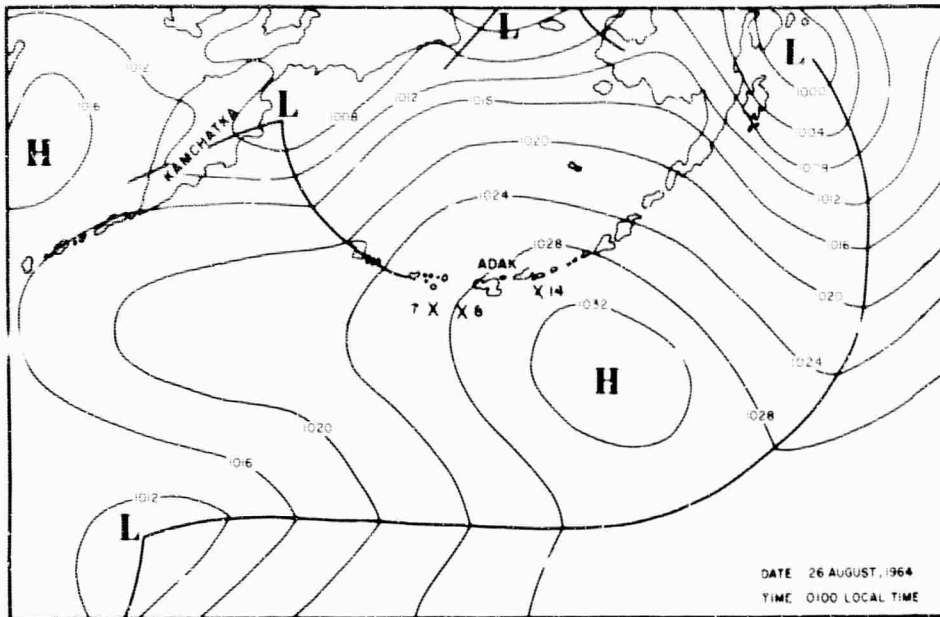 L
L
1012
1016
H
KAMCHATKA
L
1008
1012
1016
1020
1024
1028
1000
1004
1008
1012
1016
1020
1024
1028
ADAK
7 X X 8 X 14
1032
H
1020
1016
1012
L
DATE 26 AUGUST, 1964
TIME 0100 LOCAL TIME